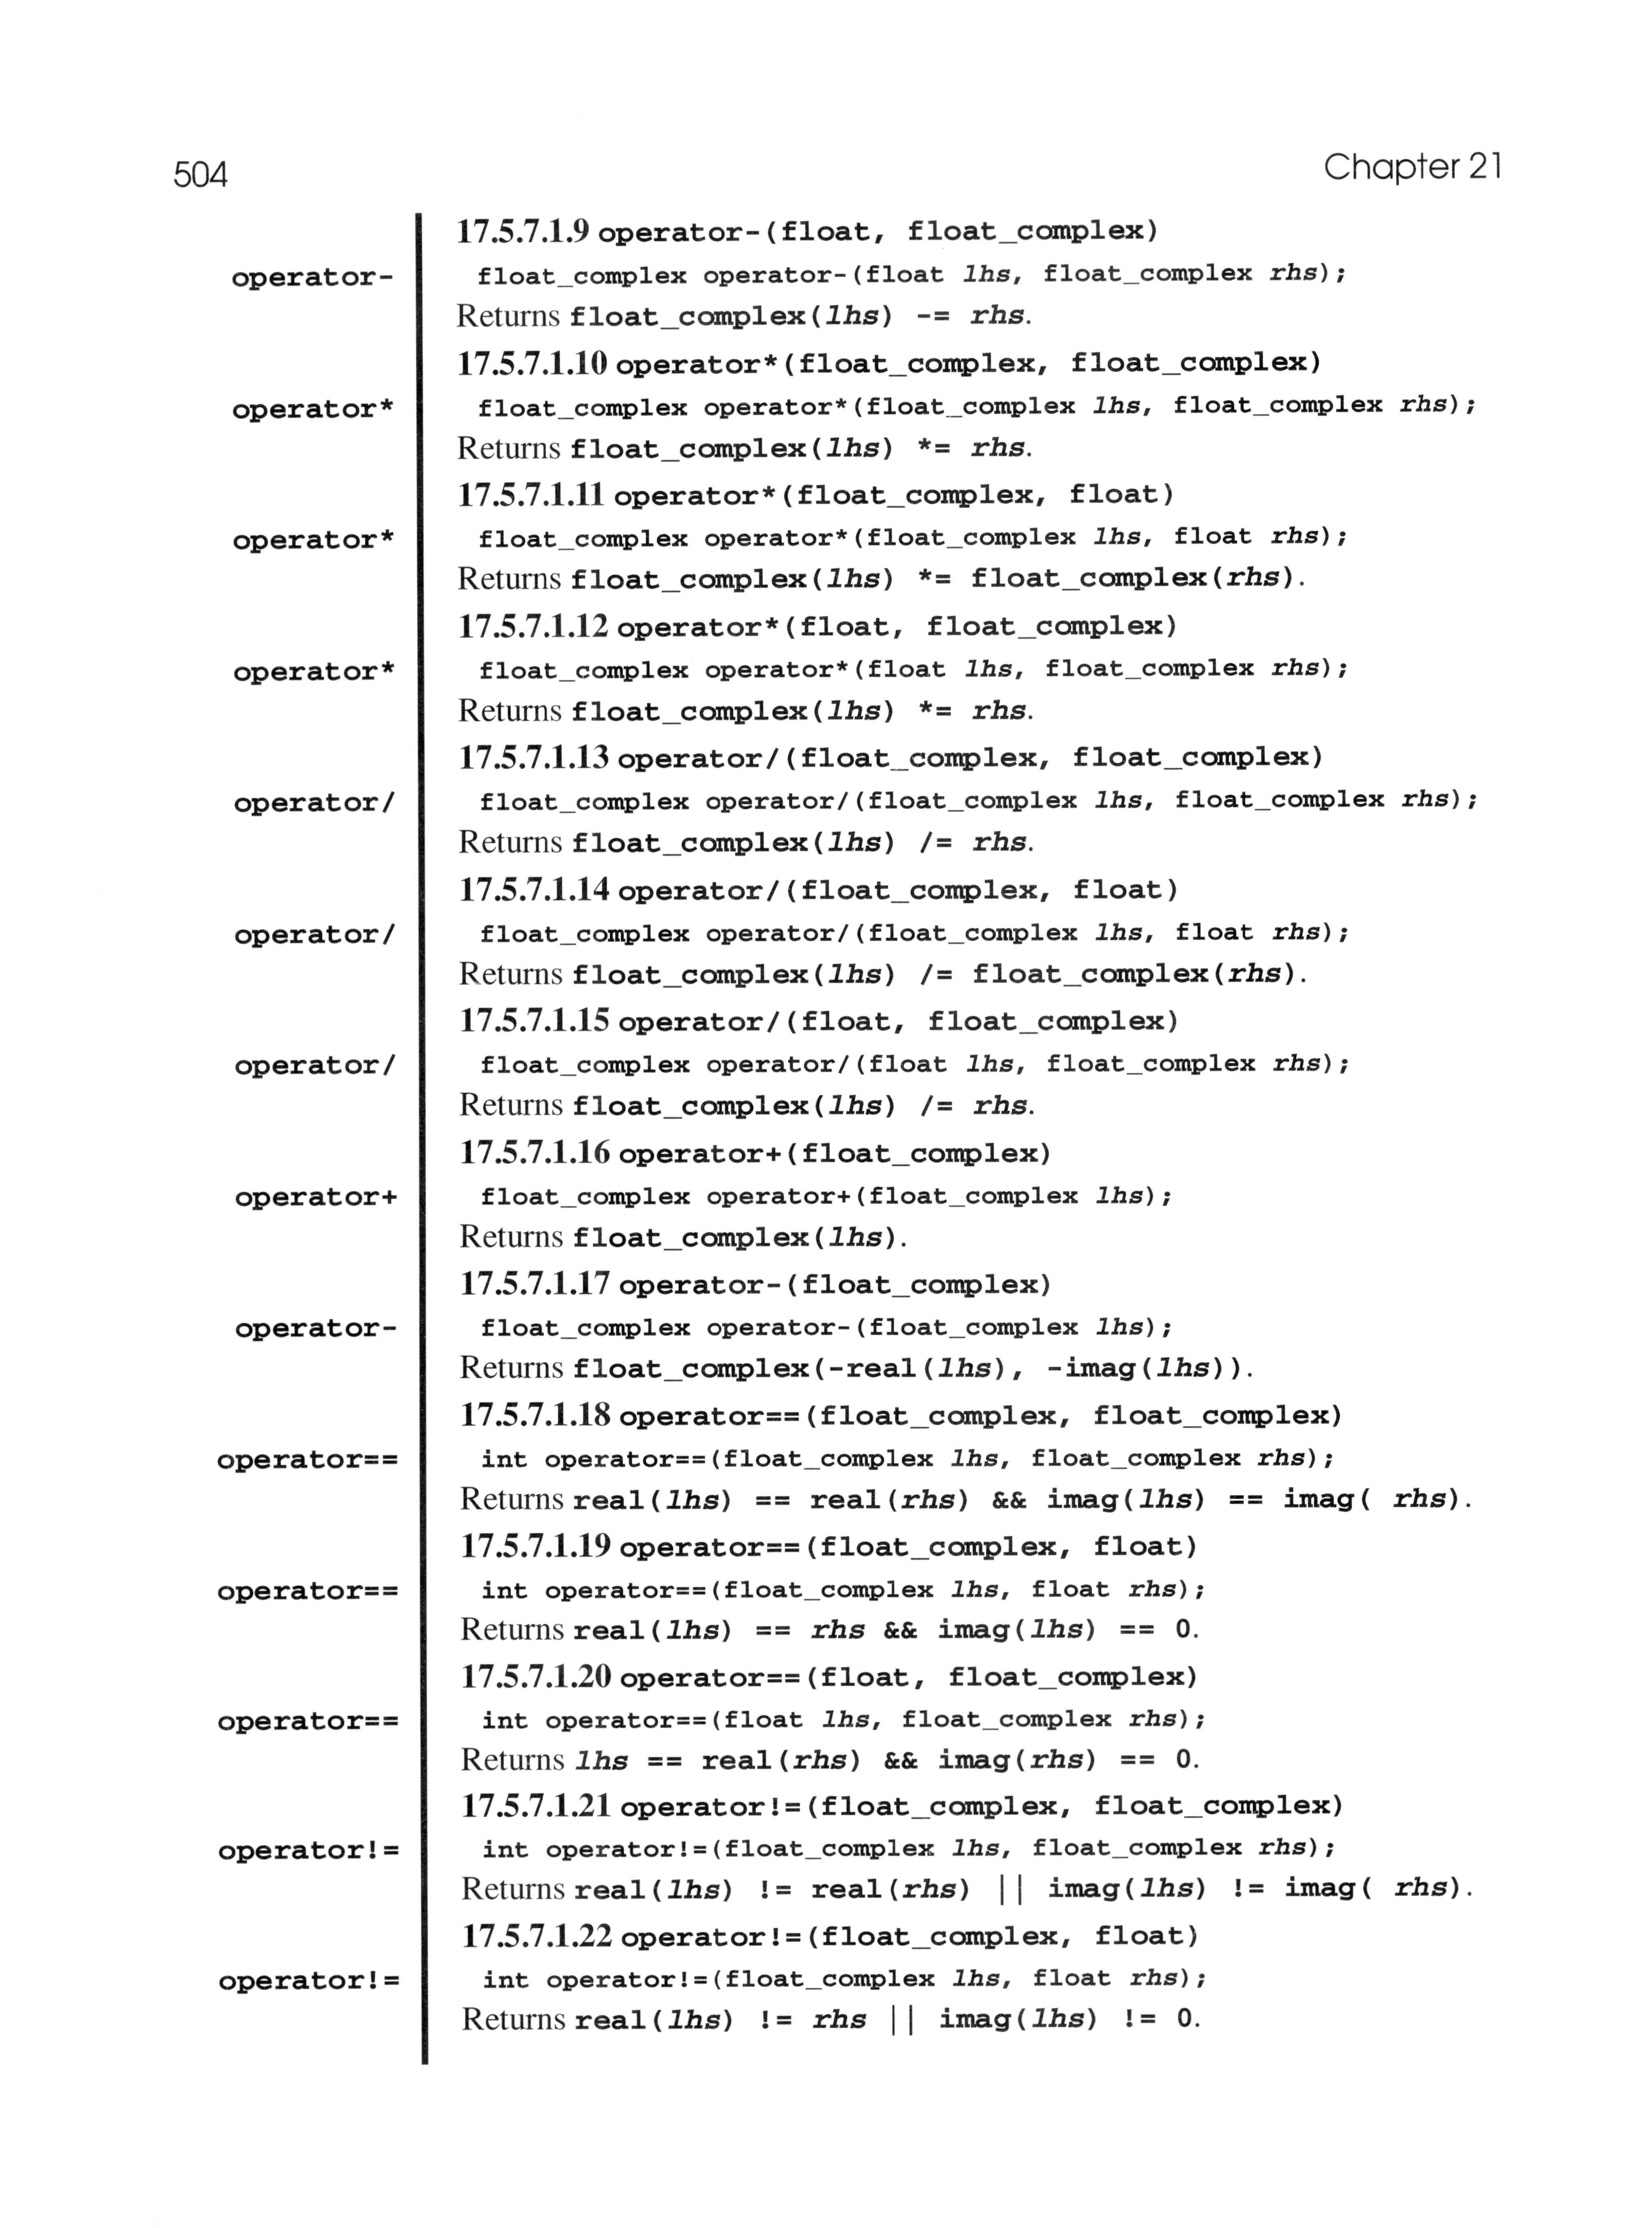 504
Chapter 21
17.5.7.1.9 operator-(float, float_complex)
operator-
float_complex operator-(float lhs, float_complex rhs);
Returns float_complex(lhs) -= rhs.
17.5.7.1.10 operator*(float_complex, float_complex)
operator*
float_complex operator*(float_complex lhs, float_complex rhs);
Returns float_complex(lhs) *= rhs.
17.5.7.1.11 operator*(float_complex, float)
operator*
float_complex operator*(float_complex lhs, float rhs);
Returns float_complex(lhs) *= float_complex(rhs).
17.5.7.1.12 operator*(float, float_complex)
operator*
float_complex operator*(float lhs, float_complex rhs);
Returns float_complex(lhs) *= rhs.
17.5.7.1.13 operator/(float_complex, float_complex)
operator/
float_complex operator/(float_complex lhs, float_complex rhs);
Returns float_complex(lhs) /= rhs.
17.5.7.1.14 operator/(float_complex, float)
operator/
float_complex operator/(float_complex lhs, float rhs);
Returns float_complex(lhs) /= float_complex(rhs).
17.5.7.1.15 operator/(float, float_complex)
operator/
float_complex operator/(float lhs, float_complex rhs);
Returns float_complex(lhs) /= rhs.
17.5.7.1.16 operator+(float_complex)
operator+
float_complex operator+(float_complex lhs);
Returns float_complex(lhs).
17.5.7.1.17 operator-(float_complex)
operator-
float_complex operator-(float_complex lhs);
Returns float_complex(-real(lhs), -imag(lhs)).
17.5.7.1.18 operator==(float_complex, float_complex)
operator==
int operator==(float_complex lhs, float_complex rhs);
Returns real(lhs) == real(rhs) && imag(lhs) == imag( rhs).
17.5.7.1.19 operator==(float_complex, float)
operator==
int operator==(float_complex lhs, float rhs);
Returns real(lhs) == rhs && imag(lhs) == 0.
17.5.7.1.20 operator==(float, float_complex)
operator==
int operator==(float lhs, float_complex rhs);
Returns lhs == real(rhs) && imag(rhs) == 0.
17.5.7.1.21 operator!=(float_complex, float_complex)
operator!=
int operator!=(float_complex lhs, float_complex rhs);
Returns real(lhs) != real(rhs) || imag(lhs) != imag( rhs).
17.5.7.1.22 operator!=(float_complex, float)
operator!=
int operator!=(float_complex lhs, float rhs);
Returns real(lhs) != rhs || imag(lhs) != 0.